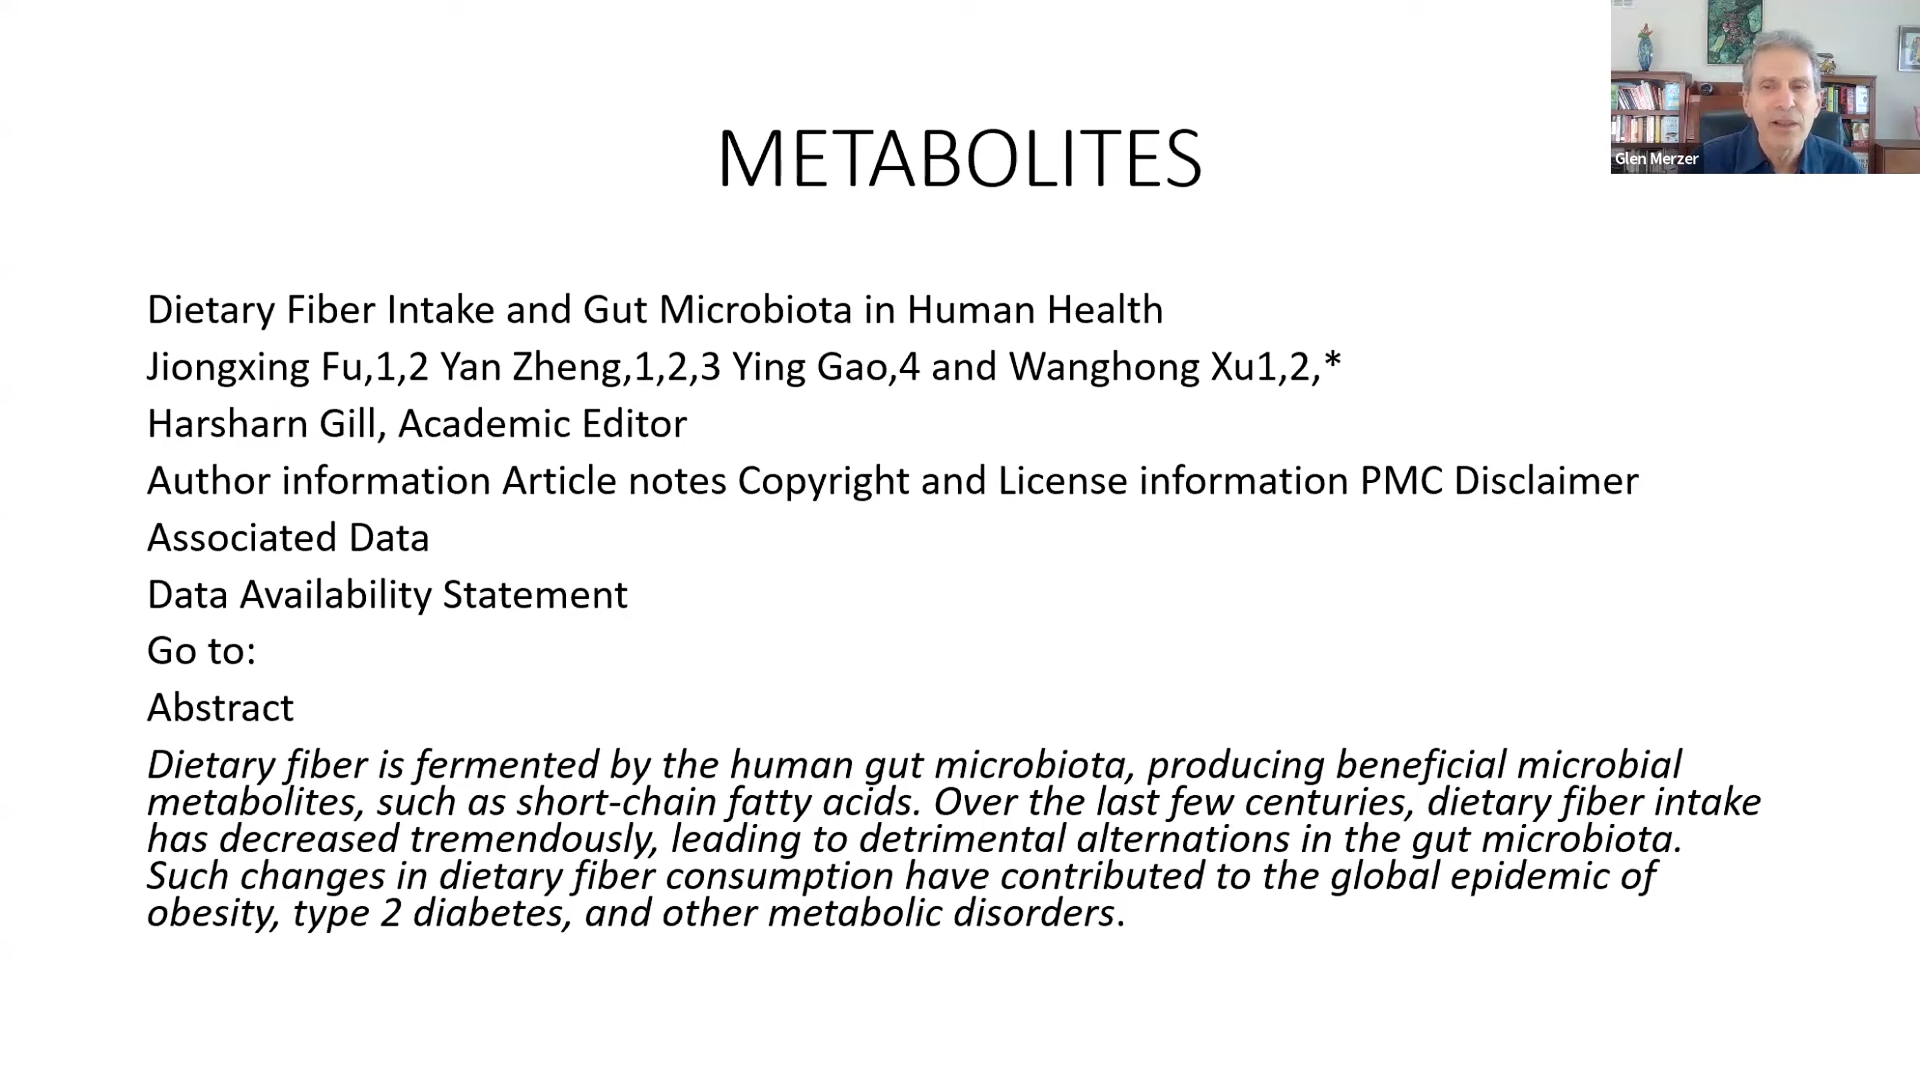 Glen Merzer
METABOLITES
Dietary Fiber Intake and Gut Microbiota in Human Health
Jiongxing Fu,1,2 Yan Zheng,1,2,3 Ying Gao,4 and Wanghong Xu1,2,*
Harsharn Gill, Academic Editor
Author information Article notes Copyright and License information PMC Disclaimer
Associated Data
Data Availability Statement
Go to:
Abstract
Dietary fiber is fermented by the human gut microbiota, producing beneficial microbial
metabolites, such as short-chain fatty acids. Over the last few centuries, dietary fiber intake
has decreased tremendously, leading to detrimental alternations in the gut microbiota.
Such changes in dietary fiber consumption have contributed to the global epidemic of
obesity, type 2 diabetes, and other metabolic disorders.